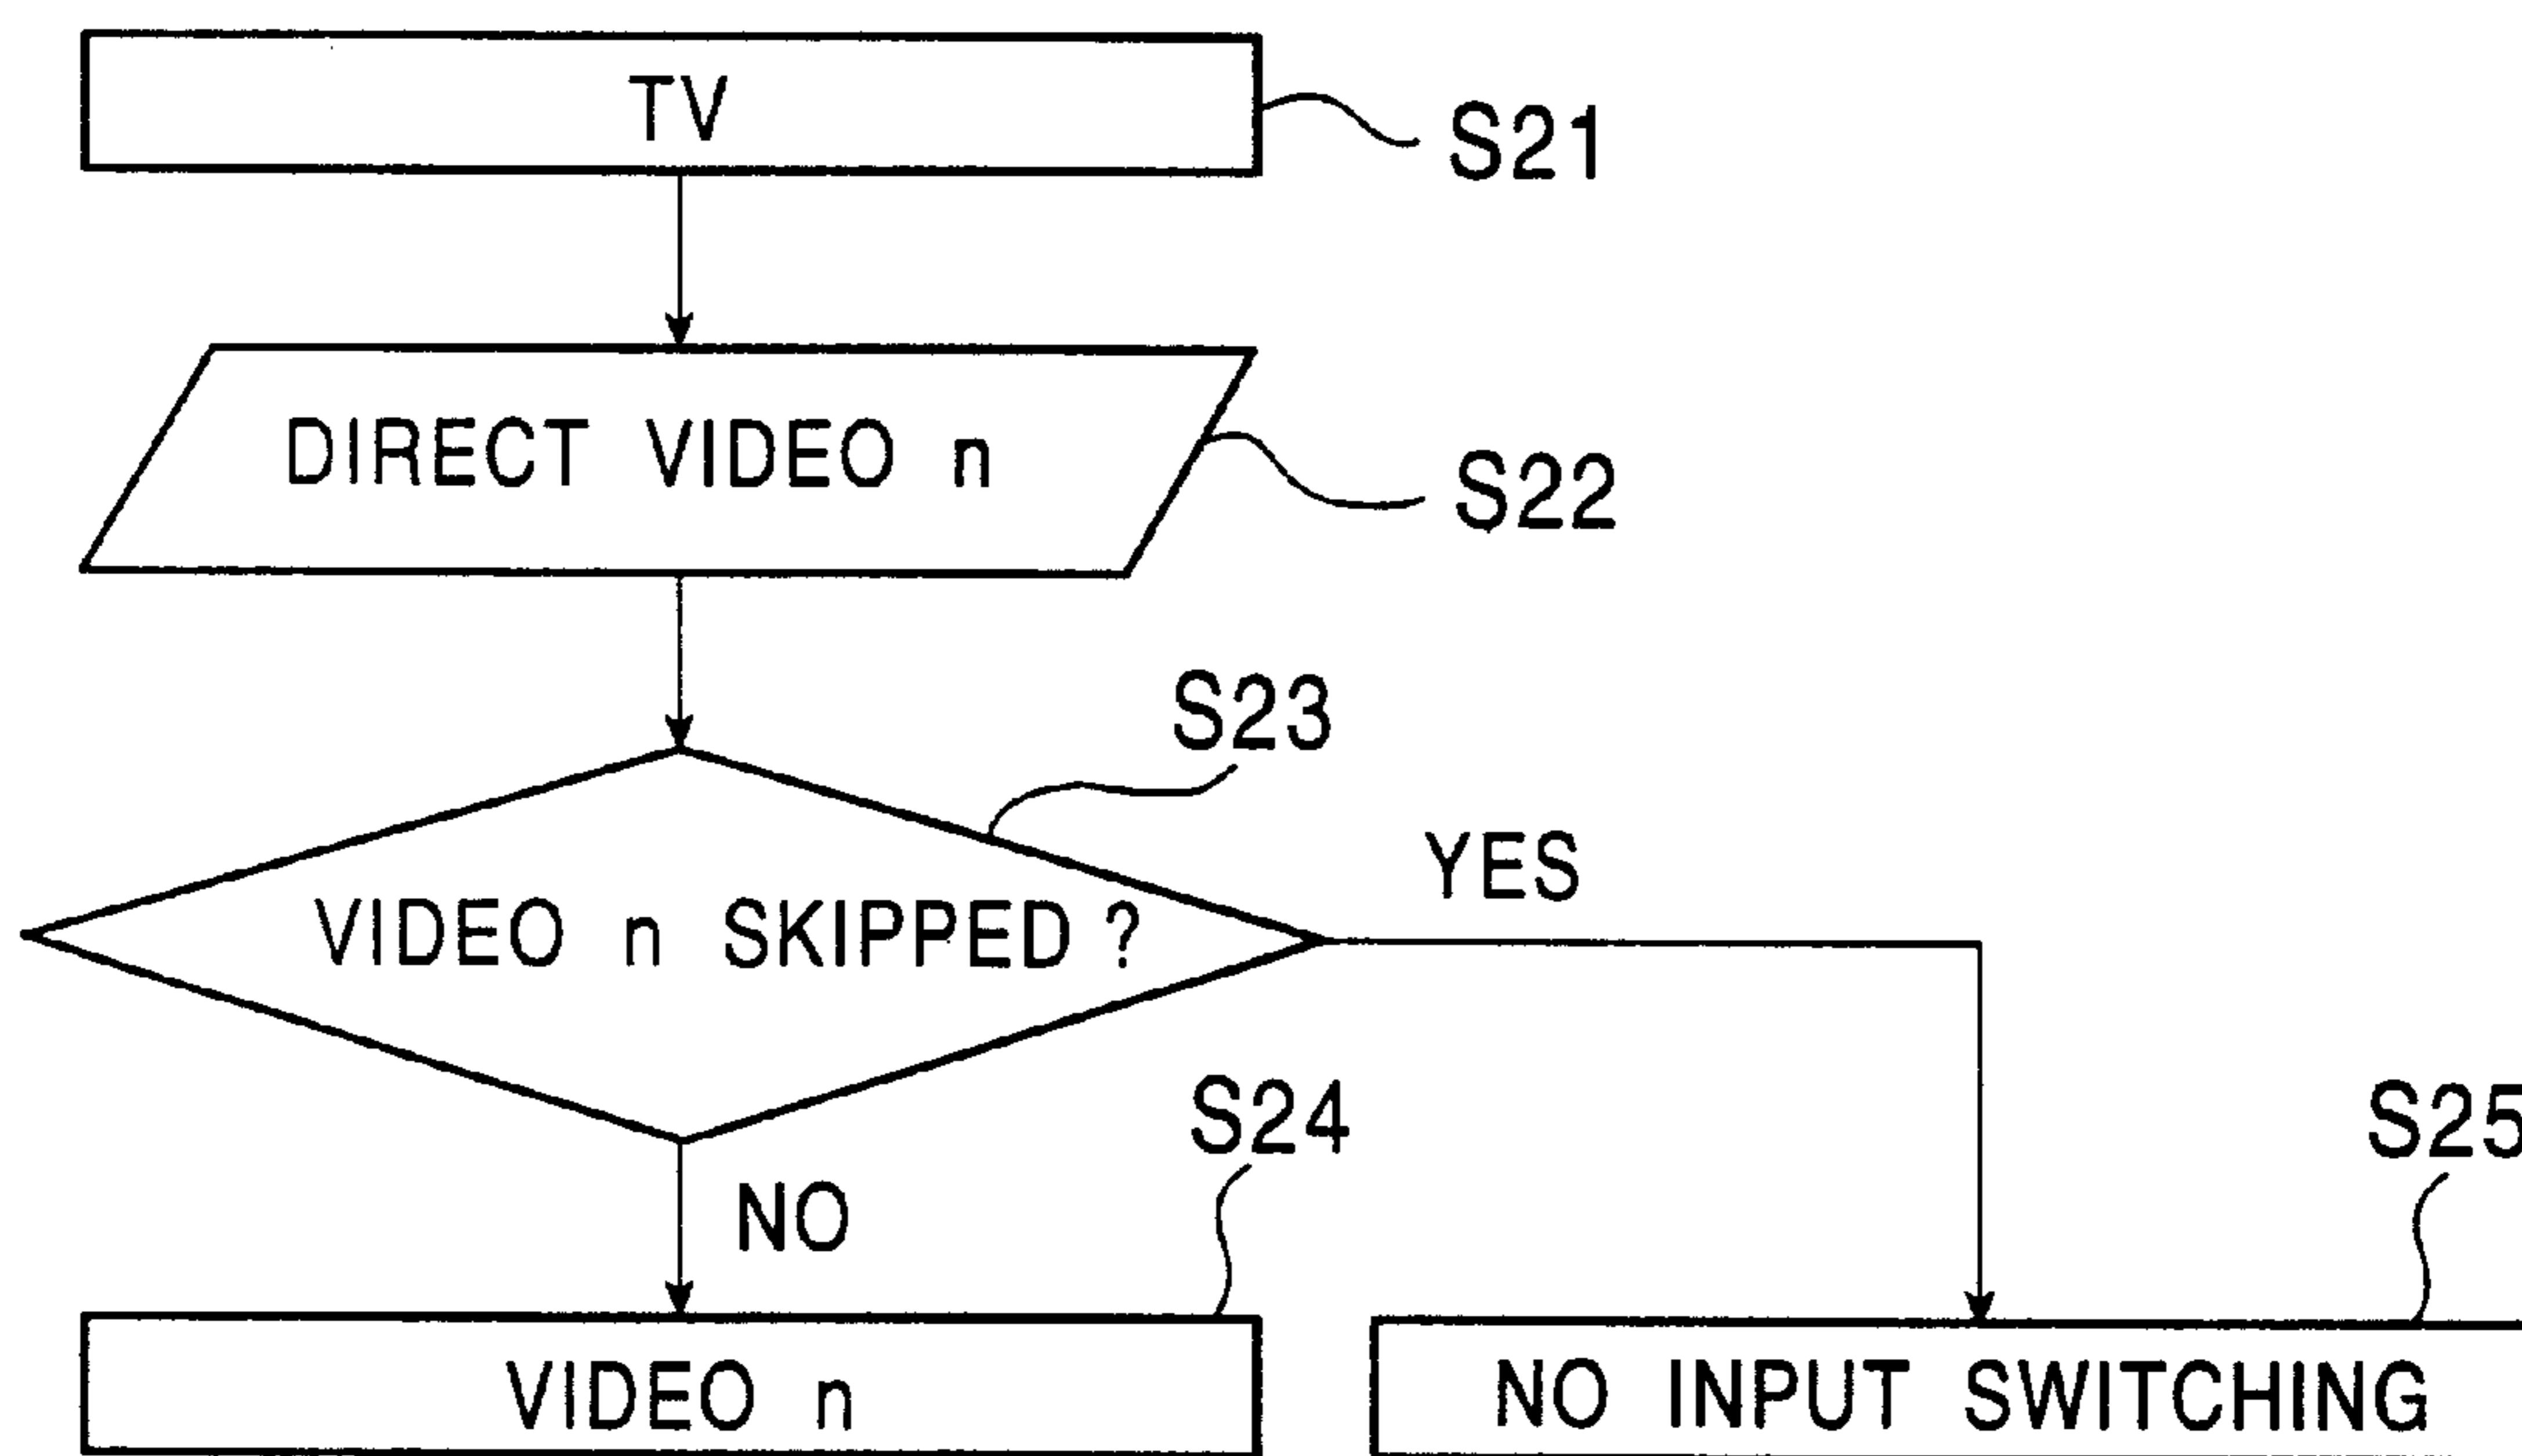 TV
S21
DIRECT VIDEO n
S22
S23
VIDEO n SKIPPED ?
YES
NO
S24
S25
VIDEO n
NO INPUT SWITCHING